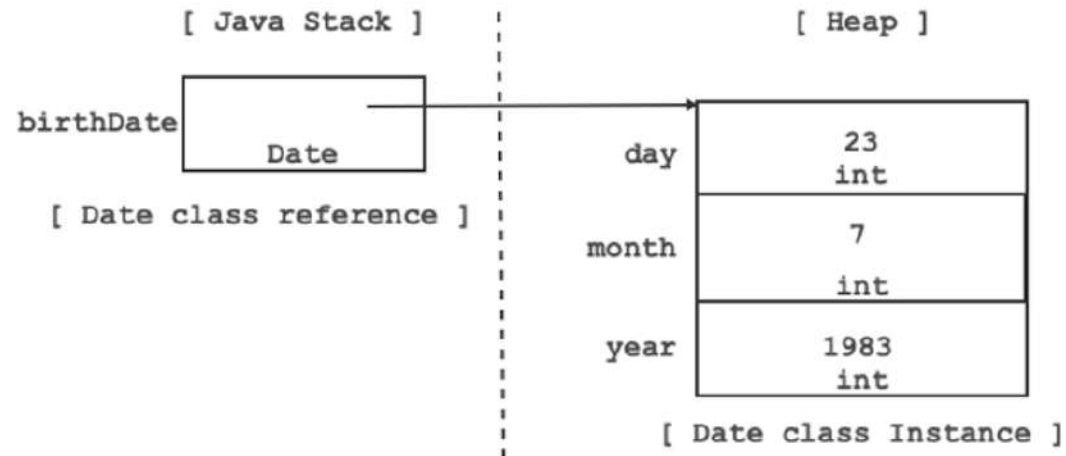 [ Java Stack ]
[ Heap ]
birthDate
Date
[ Date class reference ]
day
23
int
month
7
int
year
1983
int
[ Date class Instance ]